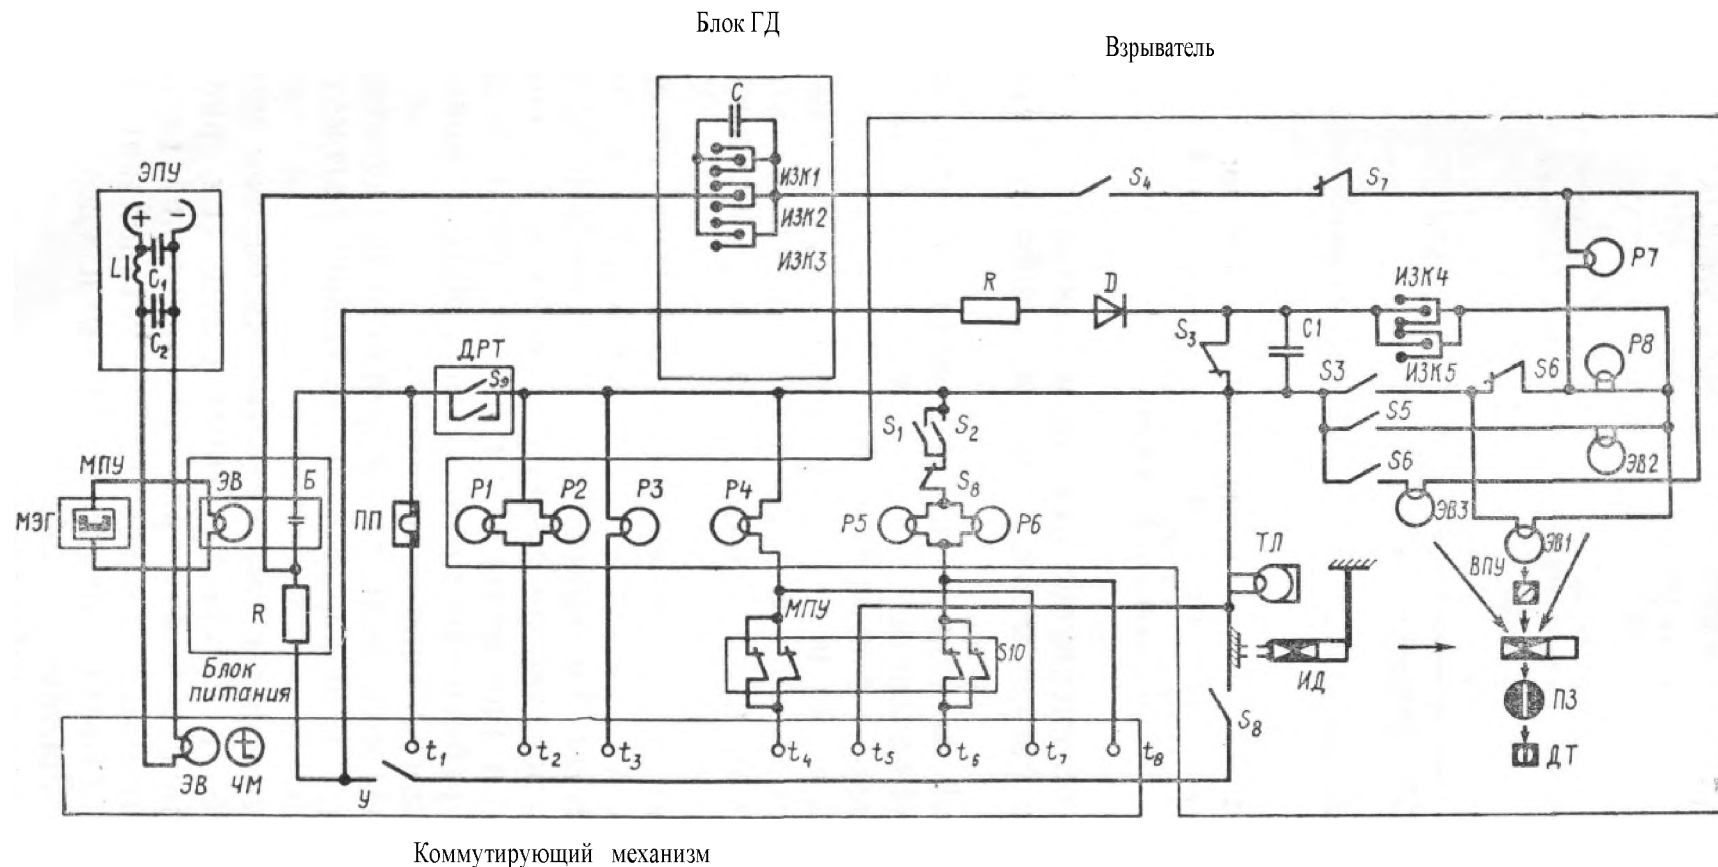 Блок ГД
Взрыватель
C
ЭПУ
+ −
ИЗК1
S4
S7
L
C1
ИЗК2
ИЗК3
P7
C2
R
D
ИЗК4
ДРТ
S9
S3
C1
ИЗК5
P8
S3
S6
S1
S2
S5
МПУ
ЭВ
Б
S8
S6
ЭВ2
МЭГ
ПП
P1
P2
P3
P4
P5
P6
ЭВ3
ЭВ1
ТЛ
ВПУ
R
МПУ
S10
Блок
питания
ИД
ПЗ
S8
ЭВ
ЧМ
У
t1
t2
t3
t4
t5
t6
t7
t8
ДТ
Коммутирующий механизм